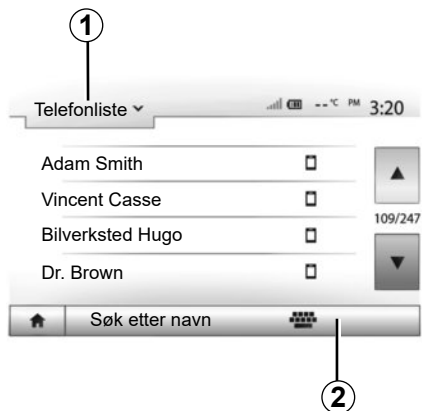 1
Telefonliste
--°C PM 3:20
Adam Smith
Vincent Casse
109/247
Bilverksted Hugo
Dr. Brown
Søk etter navn
2